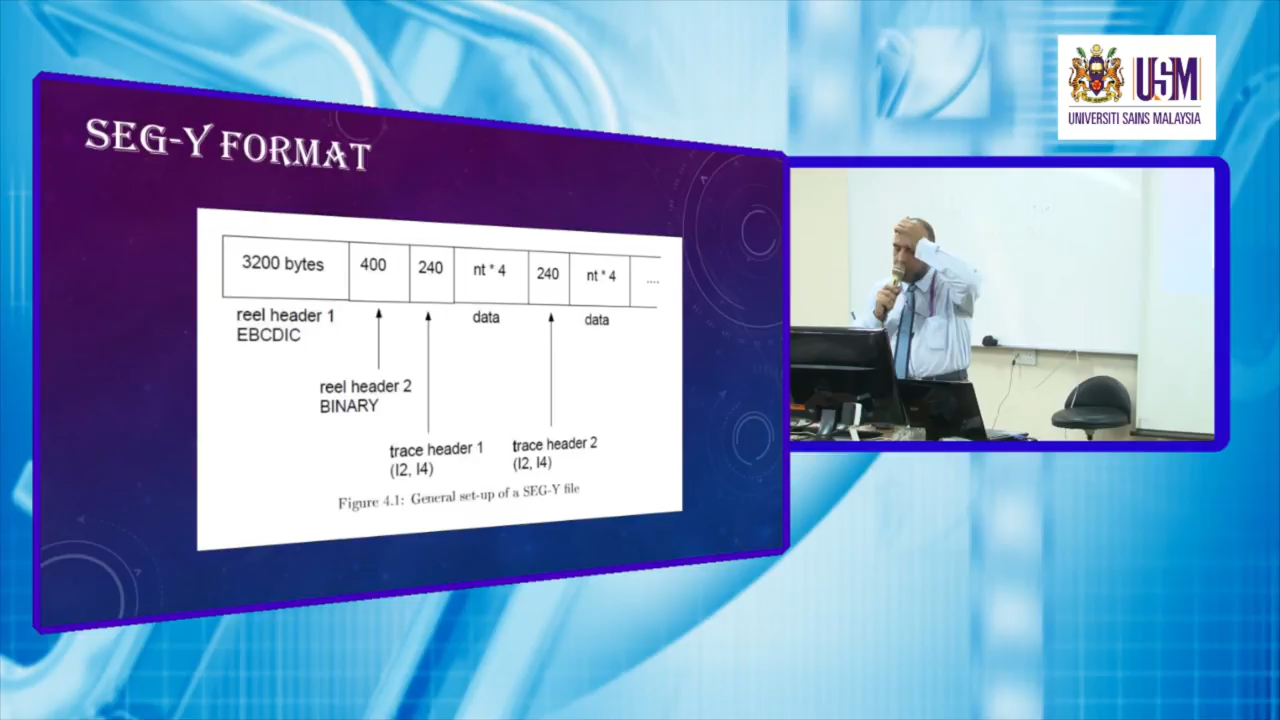 SEG-Y FORMAT
3200 bytes 400 240 nt * 4 240 nt * 4 ....
reel header 1
EBCDIC
data
data
reel header 2
BINARY
trace header 1
(I2, I4)
trace header 2
(I2, I4)
Figure 4.1: General set-up of a SEG-Y file
USM
UNIVERSITI SAINS MALAYSIA